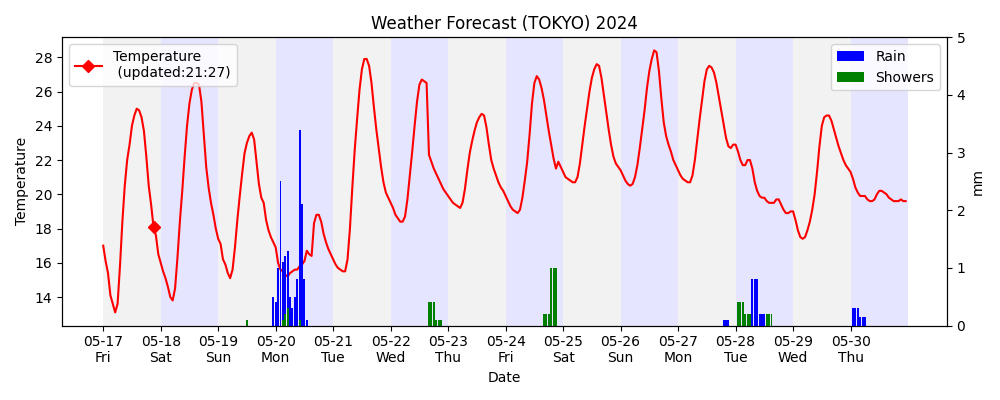 Weather Forecast (TOKYO) 2024
Temperature
(updated:21:27)
Rain
Showers
Temperature
28
26
24
22
20
18
16
14
5
4
3
2
1
0
mm
05-17 05-18 05-19 05-20 05-21 05-22 05-23 05-24 05-25 05-26 05-27 05-28 05-29 05-30
Fri Sat Sun Mon Tue Wed Thu Fri Sat Sun Mon Tue Wed Thu
Date